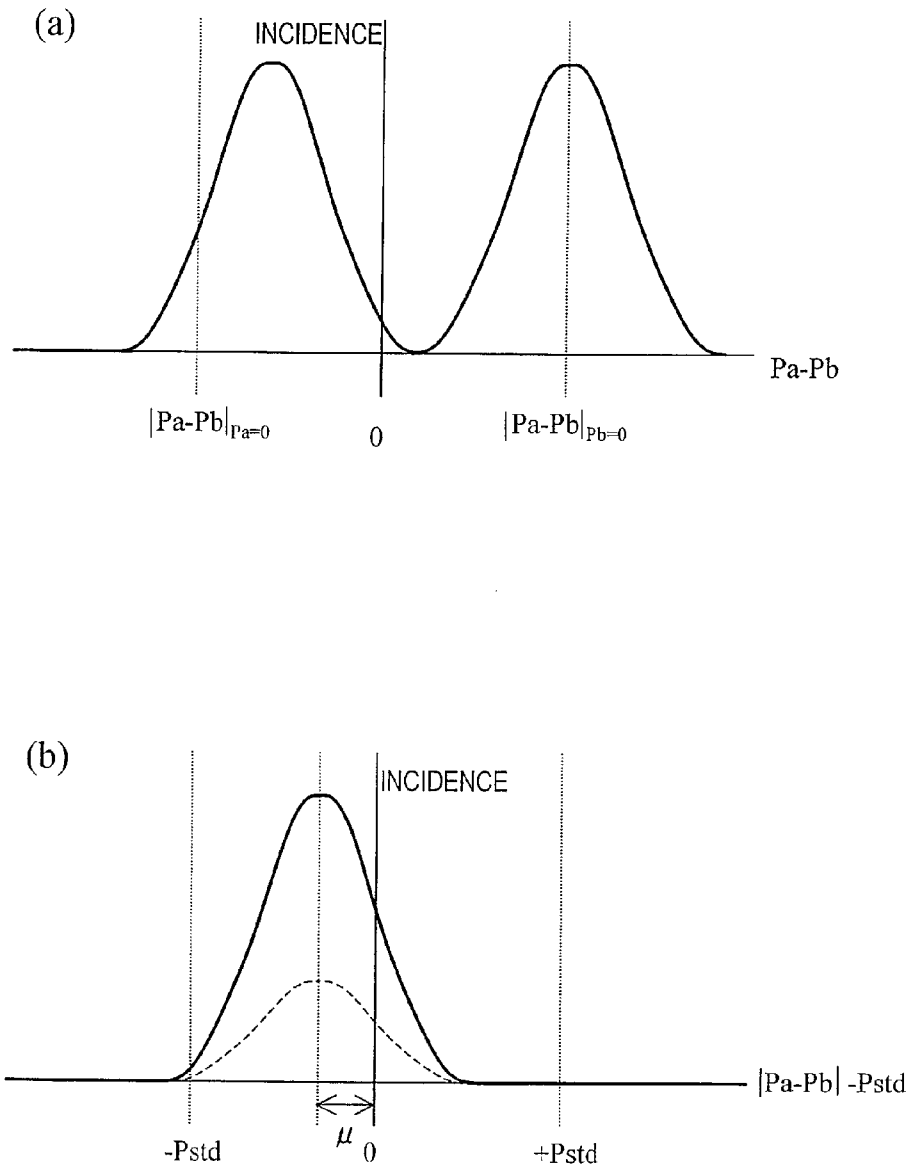 (a)
INCIDENCE
Pa-Pb
|Pa-Pb|Pa=0
0
|Pa-Pb|Pb=0
(b)
INCIDENCE
|Pa-Pb| -Pstd
μ
-Pstd
0
+Pstd